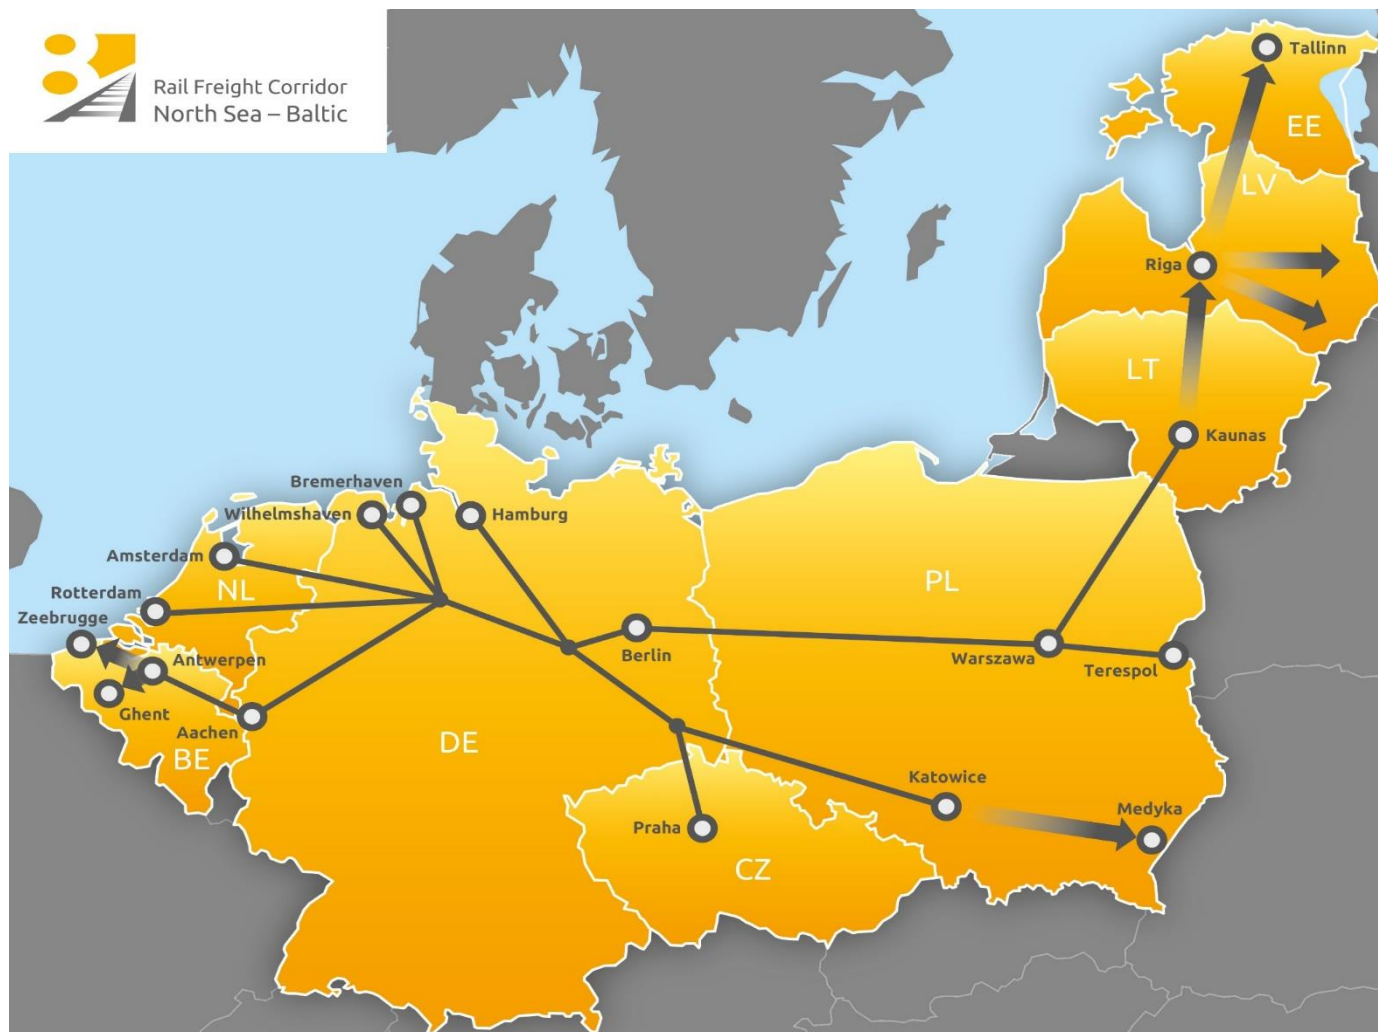 Rail Freight Corridor
North Sea – Baltic
Tallinn
EE
LV
Riga
LT
Kaunas
Bremerhaven
Wilhelmshaven
Hamburg
Amsterdam
NL
PL
Rotterdam
Zeebrugge
Berlin
Warszawa
Terespol
Antwerpen
Ghent
Aachen
BE
DE
Katowice
Medyka
Praha
CZ